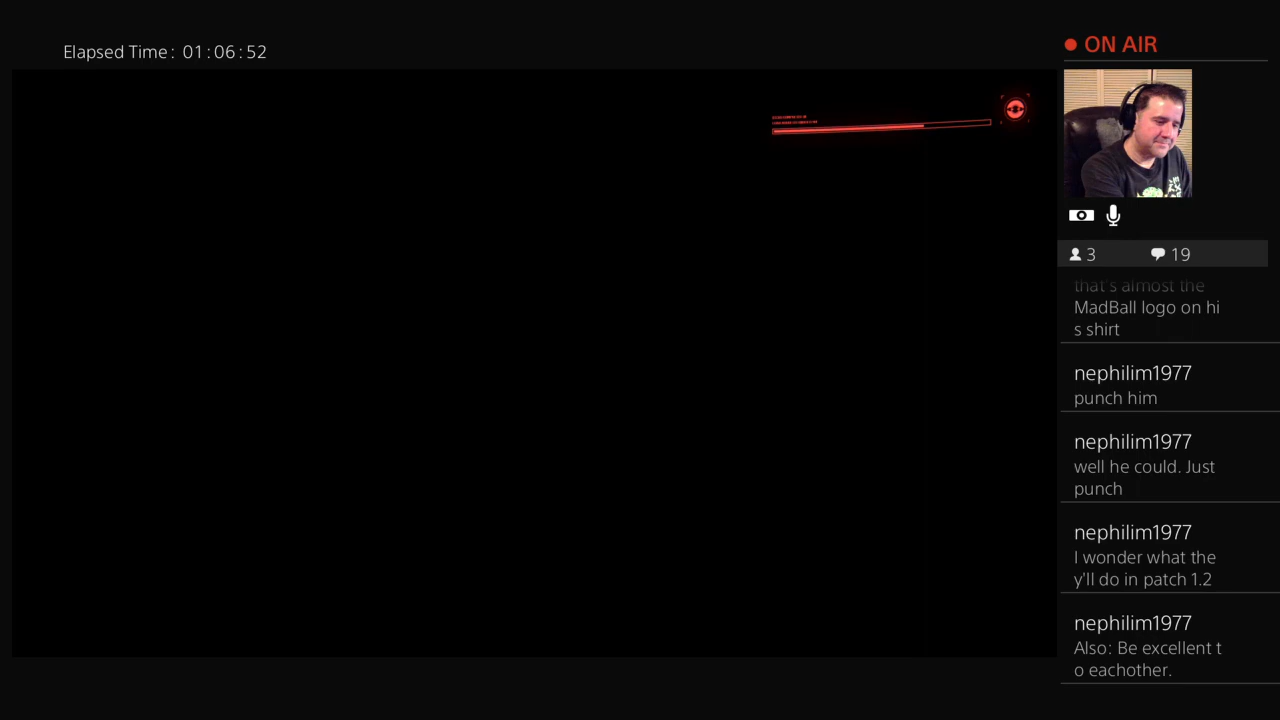 Elapsed Time: 01:06:52
ON AIR
3
19
that's almost the
MadBall logo on hi
s shirt
nephilim1977
punch him
nephilim1977
well he could. Just
punch
nephilim1977
I wonder what the
y'll do in patch 1.2
nephilim1977
Also: Be excellent t
o eachother.